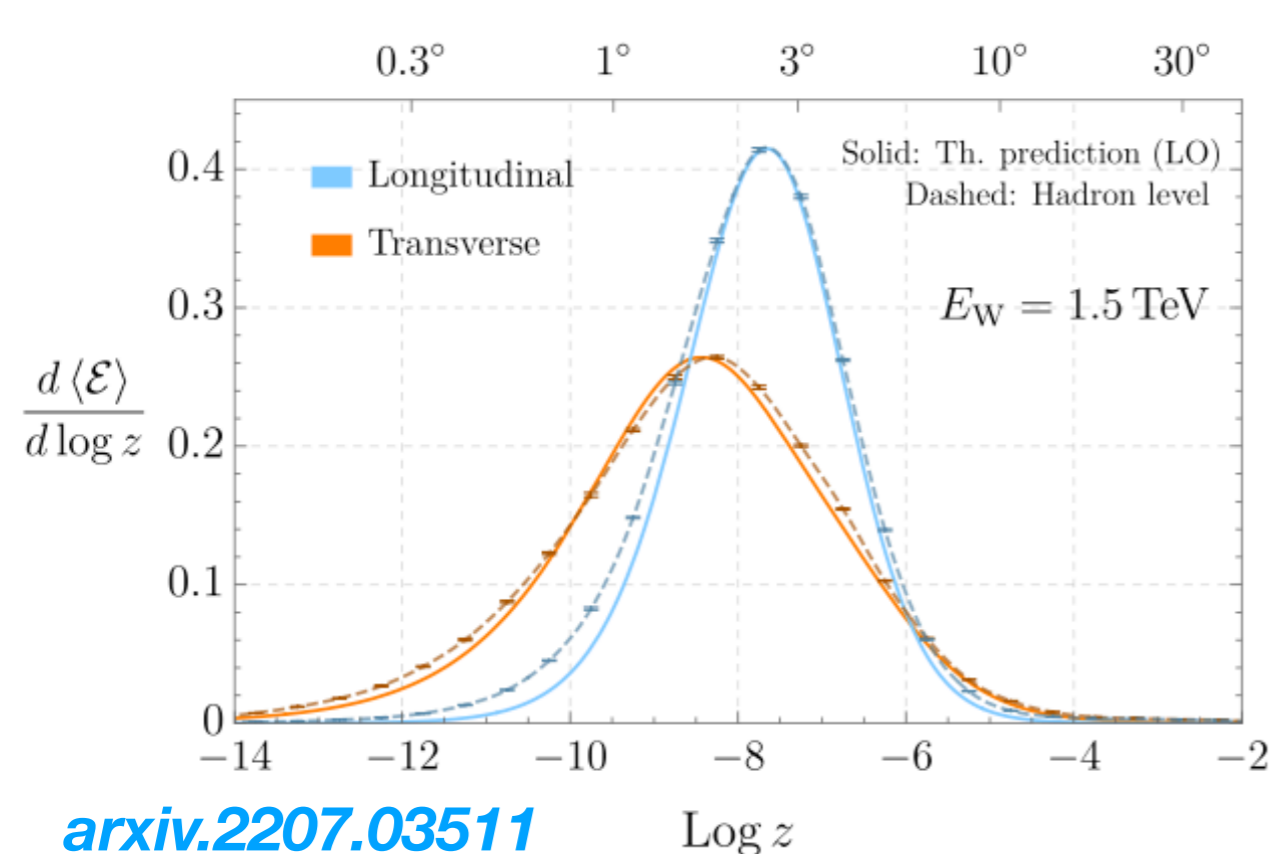 0.3° 1° 3° 10° 30°
0.4
0.3
0.2
0.1
0
Longitudinal
Transverse
Solid: Th. prediction (LO)
Dashed: Hadron level
E_W = 1.5 TeV
d⟨ℰ⟩
d log z
−14 −12 −10 −8 −6 −4 −2
arxiv.2207.03511
Log z